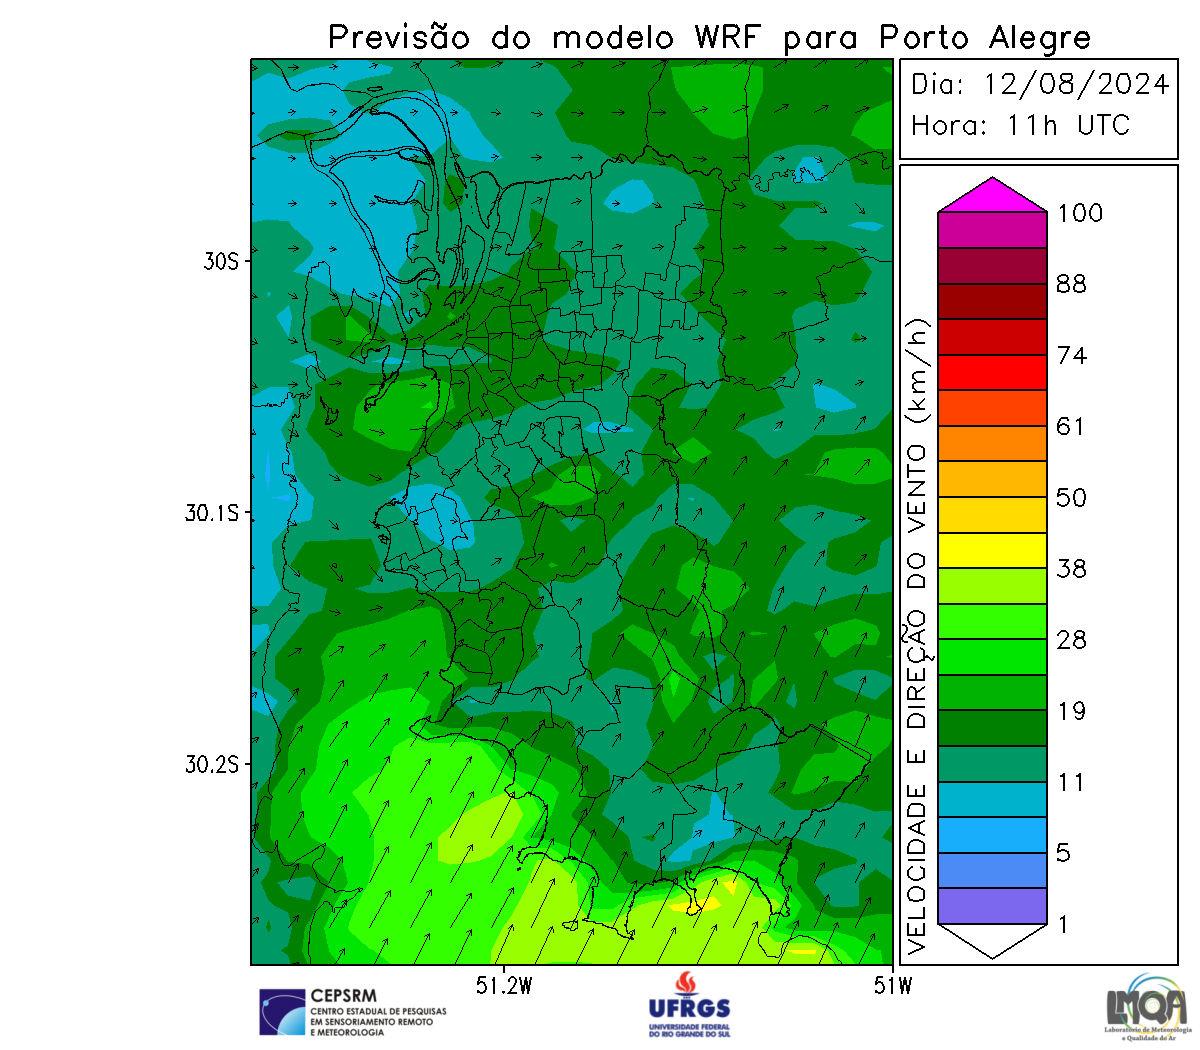 Previsão do modelo WRF para Porto Alegre
Dia: 12/08/2024
Hora: 11h UTC
30S
30.1S
30.2S
51.2W
51W
VELOCIDADE E DIREÇÃO DO VENTO (km/h)
100
88
74
61
50
38
28
19
11
5
1
CEPSRM
CENTRO ESTADUAL DE PESQUISAS
EM SENSORIAMENTO REMOTO
E METEOROLOGIA
UFRGS
UNIVERSIDADE FEDERAL
DO RIO GRANDE DO SUL
LMQA
Laboratório de Meteorologia
e Qualidade do Ar